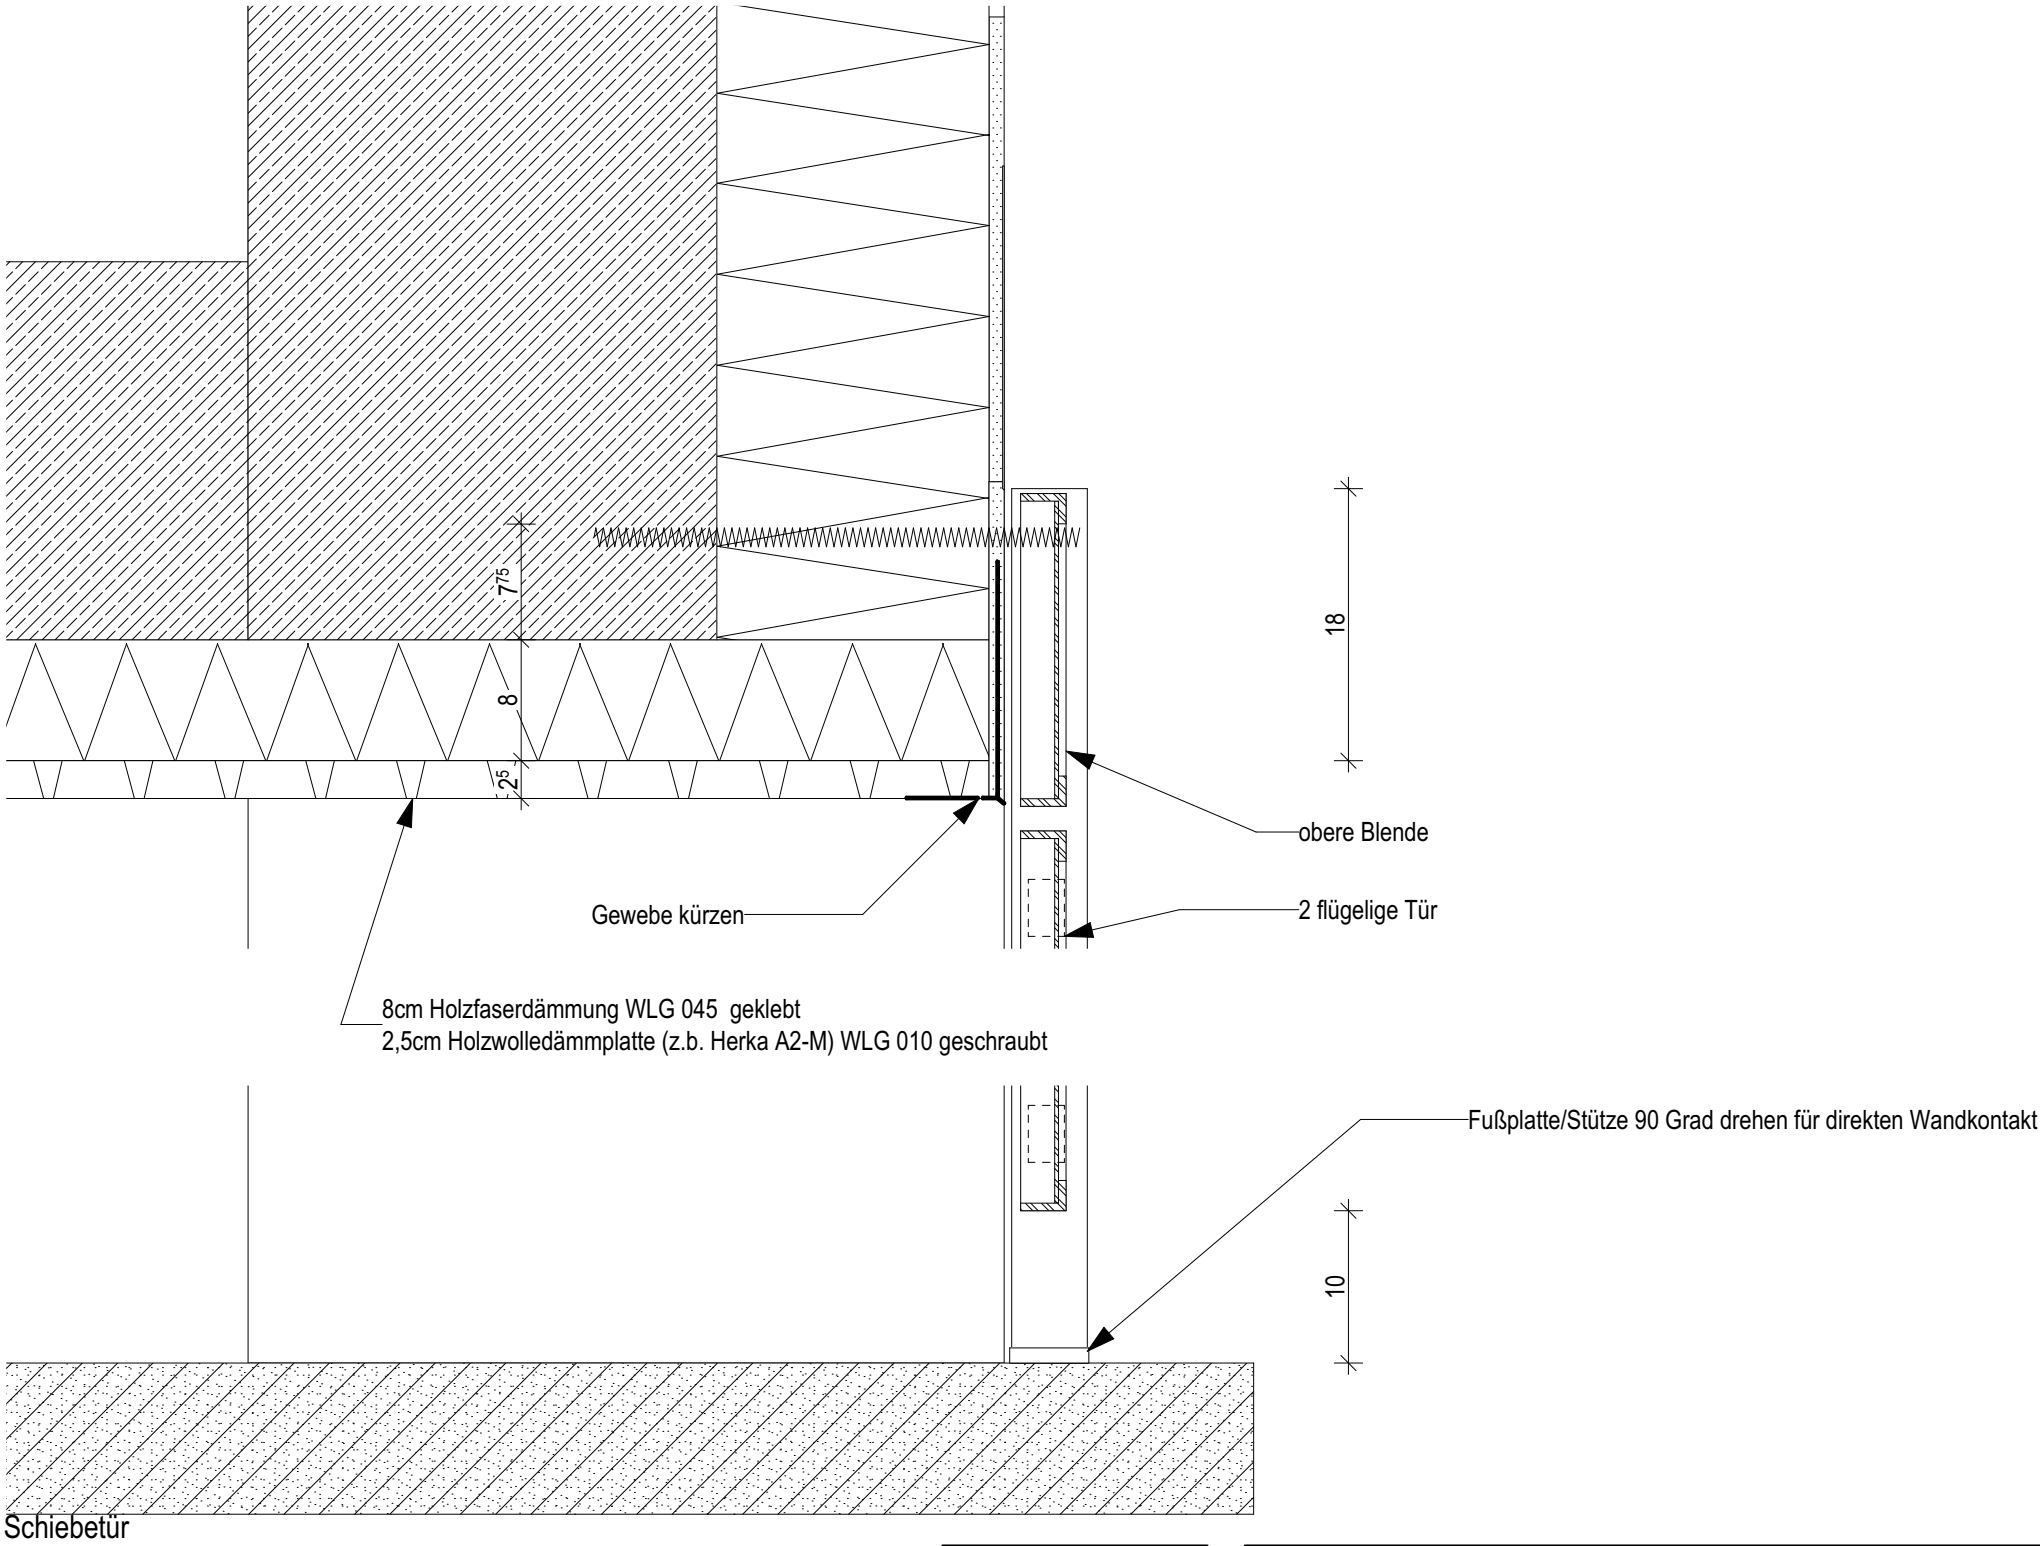 7⁷⁵
8
2⁵
18
obere Blende
Gewebe kürzen
2 flügelige Tür
8cm Holzfaserdämmung WLG 045  geklebt
2,5cm Holzwolledämmplatte (z.b. Herka A2-M) WLG 010 geschraubt
Fußplatte/Stütze 90 Grad drehen für direkten Wandkontakt
10
Schiebetür